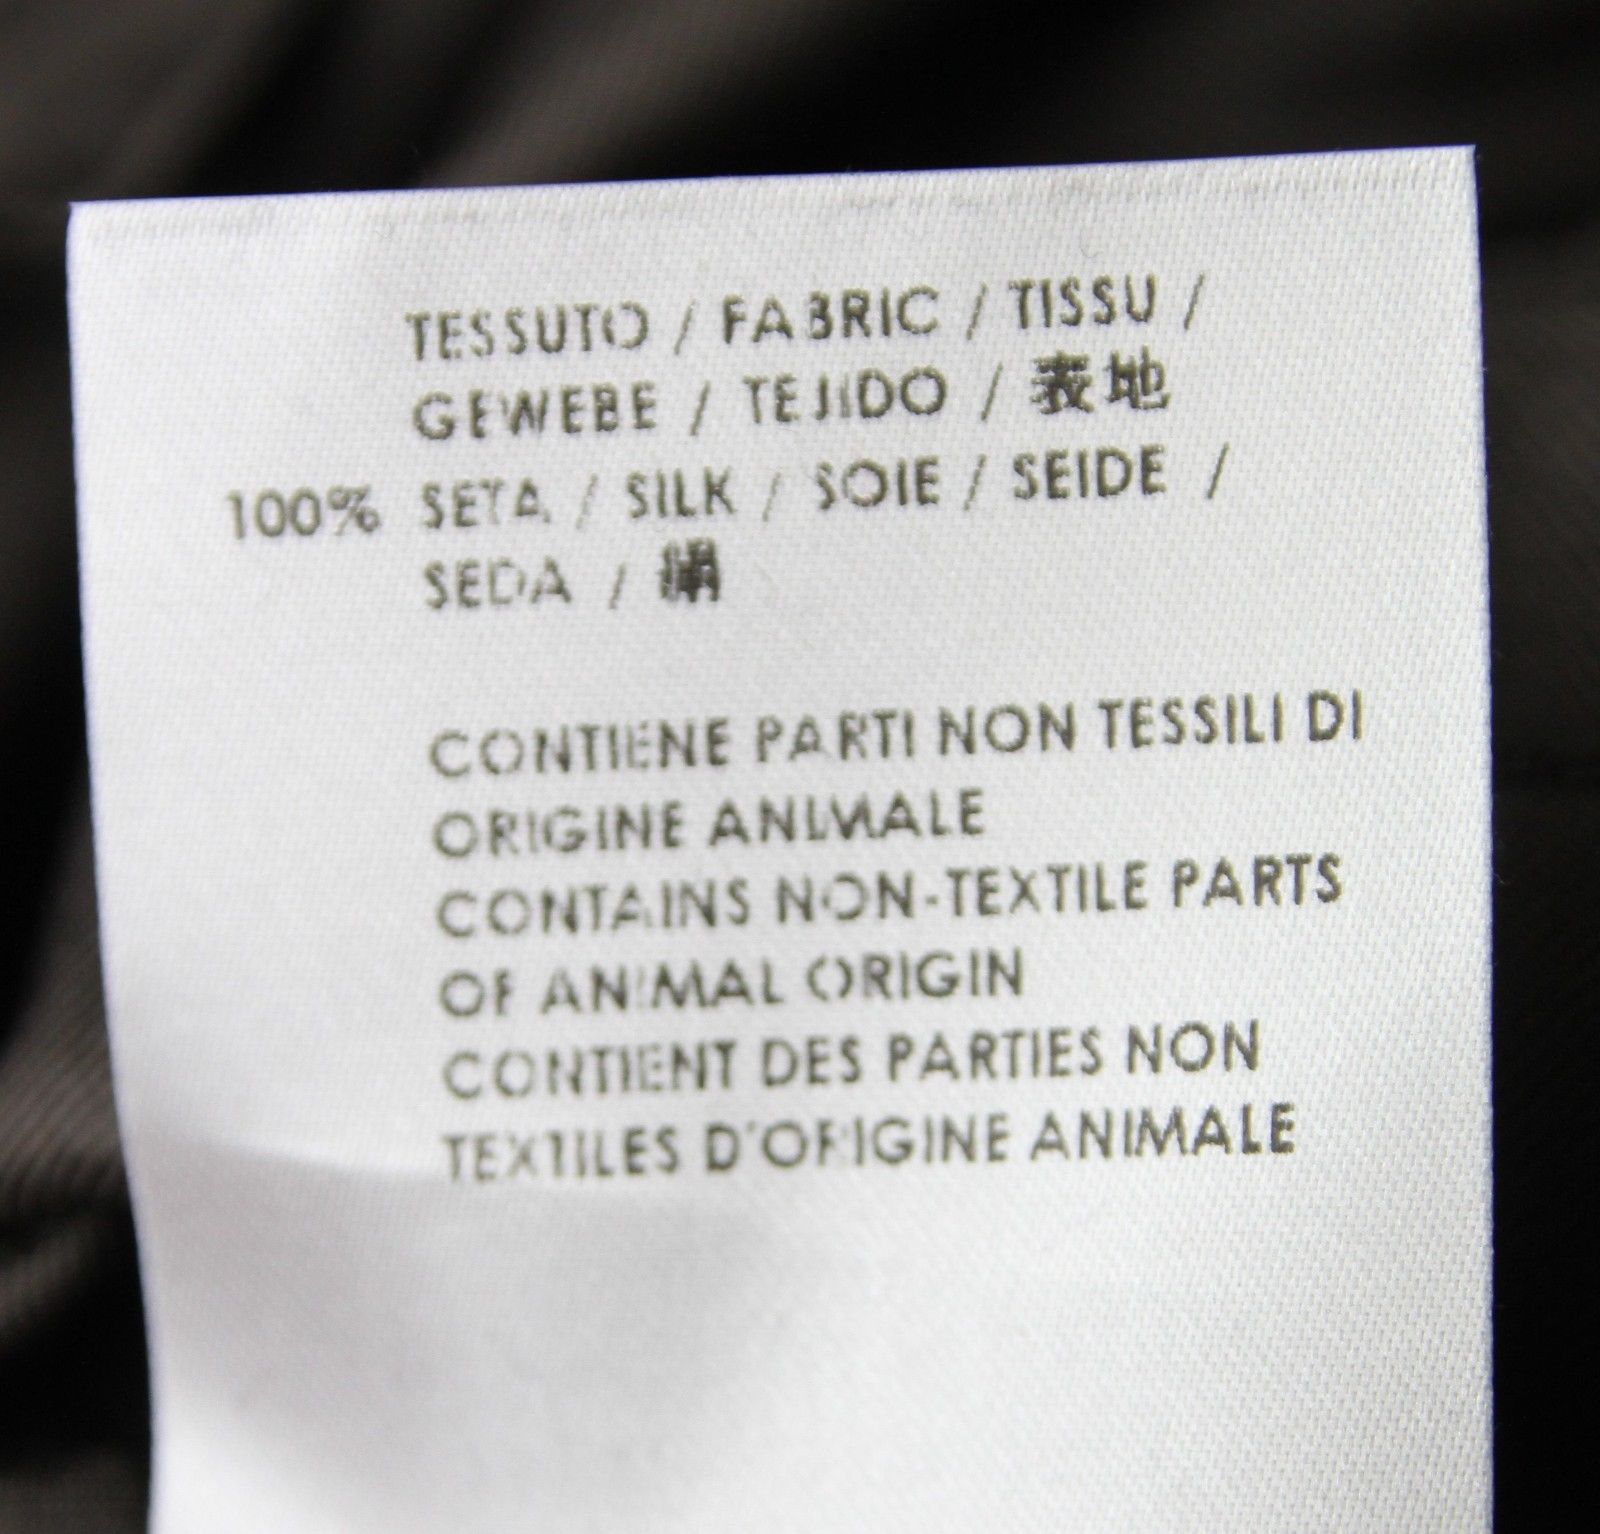 TESSUTO / FABRIC / TISSU /
GEWEBE / TEJIDO / 表地
100% SETA / SILK / SOIE / SEIDE /
SEDA / 絹
CONTIENE PARTI NON TESSILI DI
ORIGINE ANIMALE
CONTAINS NON-TEXTILE PARTS
OF ANIMAL ORIGIN
CONTIENT DES PARTIES NON
TEXTILES D'ORIGINE ANIMALE